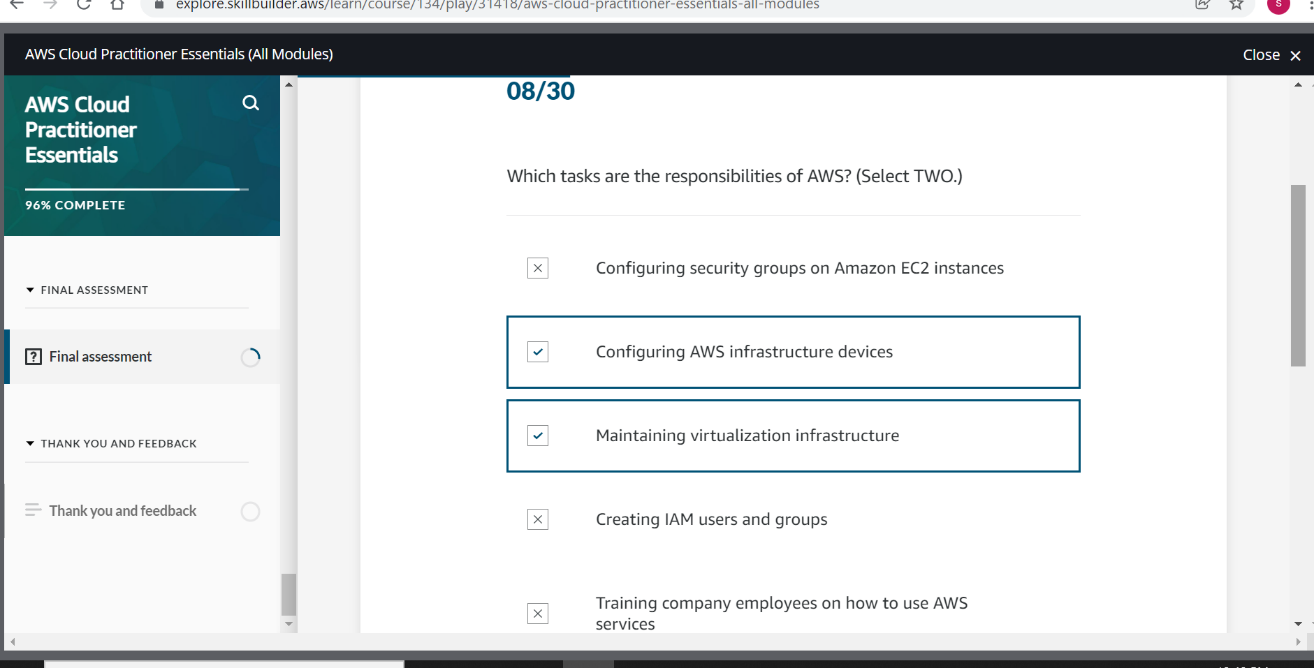 explore.skillbuilder.aws/learn/course/134/play/31418/aws-cloud-practitioner-essentials-all-modules
S
AWS Cloud Practitioner Essentials (All Modules)
Close ×
AWS Cloud
Practitioner
Essentials
96% COMPLETE
FINAL ASSESSMENT
Final assessment
THANK YOU AND FEEDBACK
Thank you and feedback
08/30
Which tasks are the responsibilities of AWS? (Select TWO.)
Configuring security groups on Amazon EC2 instances
Configuring AWS infrastructure devices
Maintaining virtualization infrastructure
Creating IAM users and groups
Training company employees on how to use AWS
services